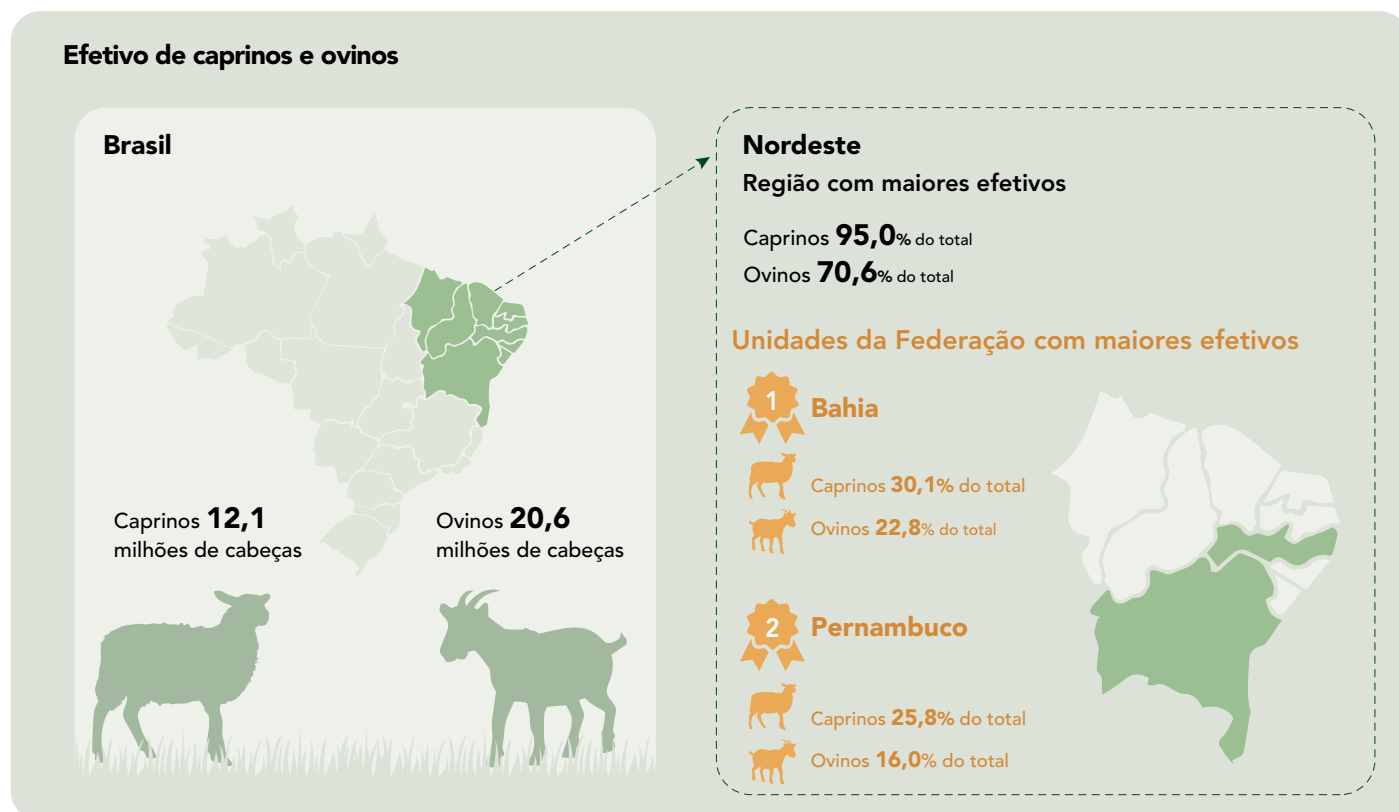 Efetivo de caprinos e ovinos
Brasil
Caprinos 12,1
milhões de cabeças
Ovinos 20,6
milhões de cabeças
Nordeste
Região com maiores efetivos
Caprinos 95,0% do total
Ovinos 70,6% do total
Unidades da Federação com maiores efetivos
1
Bahia
Caprinos 30,1% do total
Ovinos 22,8% do total
2
Pernambuco
Caprinos 25,8% do total
Ovinos 16,0% do total